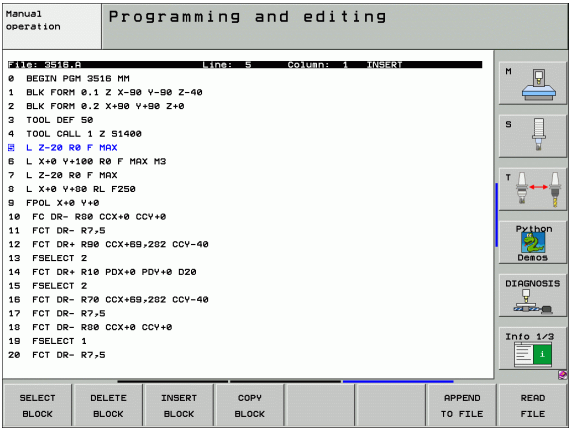 Manual
operation
Programming and editing
File: 3516.A Line: 5 Column: 1 INSERT
0 BEGIN PGM 3516 MM
1 BLK FORM 0.1 Z X-90 Y-90 Z-40
2 BLK FORM 0.2 X+90 Y+90 Z+0
3 TOOL DEF 50
4 TOOL CALL 1 Z S1400
5 L Z-20 R0 F MAX
6 L X+0 Y+100 R0 F MAX M3
7 L Z-20 R0 F MAX
8 L X+0 Y+80 RL F250
9 FPOL X+0 Y+0
10 FC DR- R80 CCX+0 CCY+0
11 FCT DR- R7,5
12 FCT DR+ R90 CCX+69,282 CCY-40
13 FSELECT 2
14 FCT DR+ R10 PDX+0 PDY+0 D20
15 FSELECT 2
16 FCT DR- R70 CCX+69,282 CCY-40
17 FCT DR- R7,5
18 FCT DR- R80 CCX+0 CCY+0
19 FSELECT 1
20 FCT DR- R7,5
M
S
T
Python
Demos
DIAGNOSIS
Info 1/3
i
SELECT
BLOCK
DELETE
BLOCK
INSERT
BLOCK
COPY
BLOCK
APPEND
TO FILE
READ
FILE